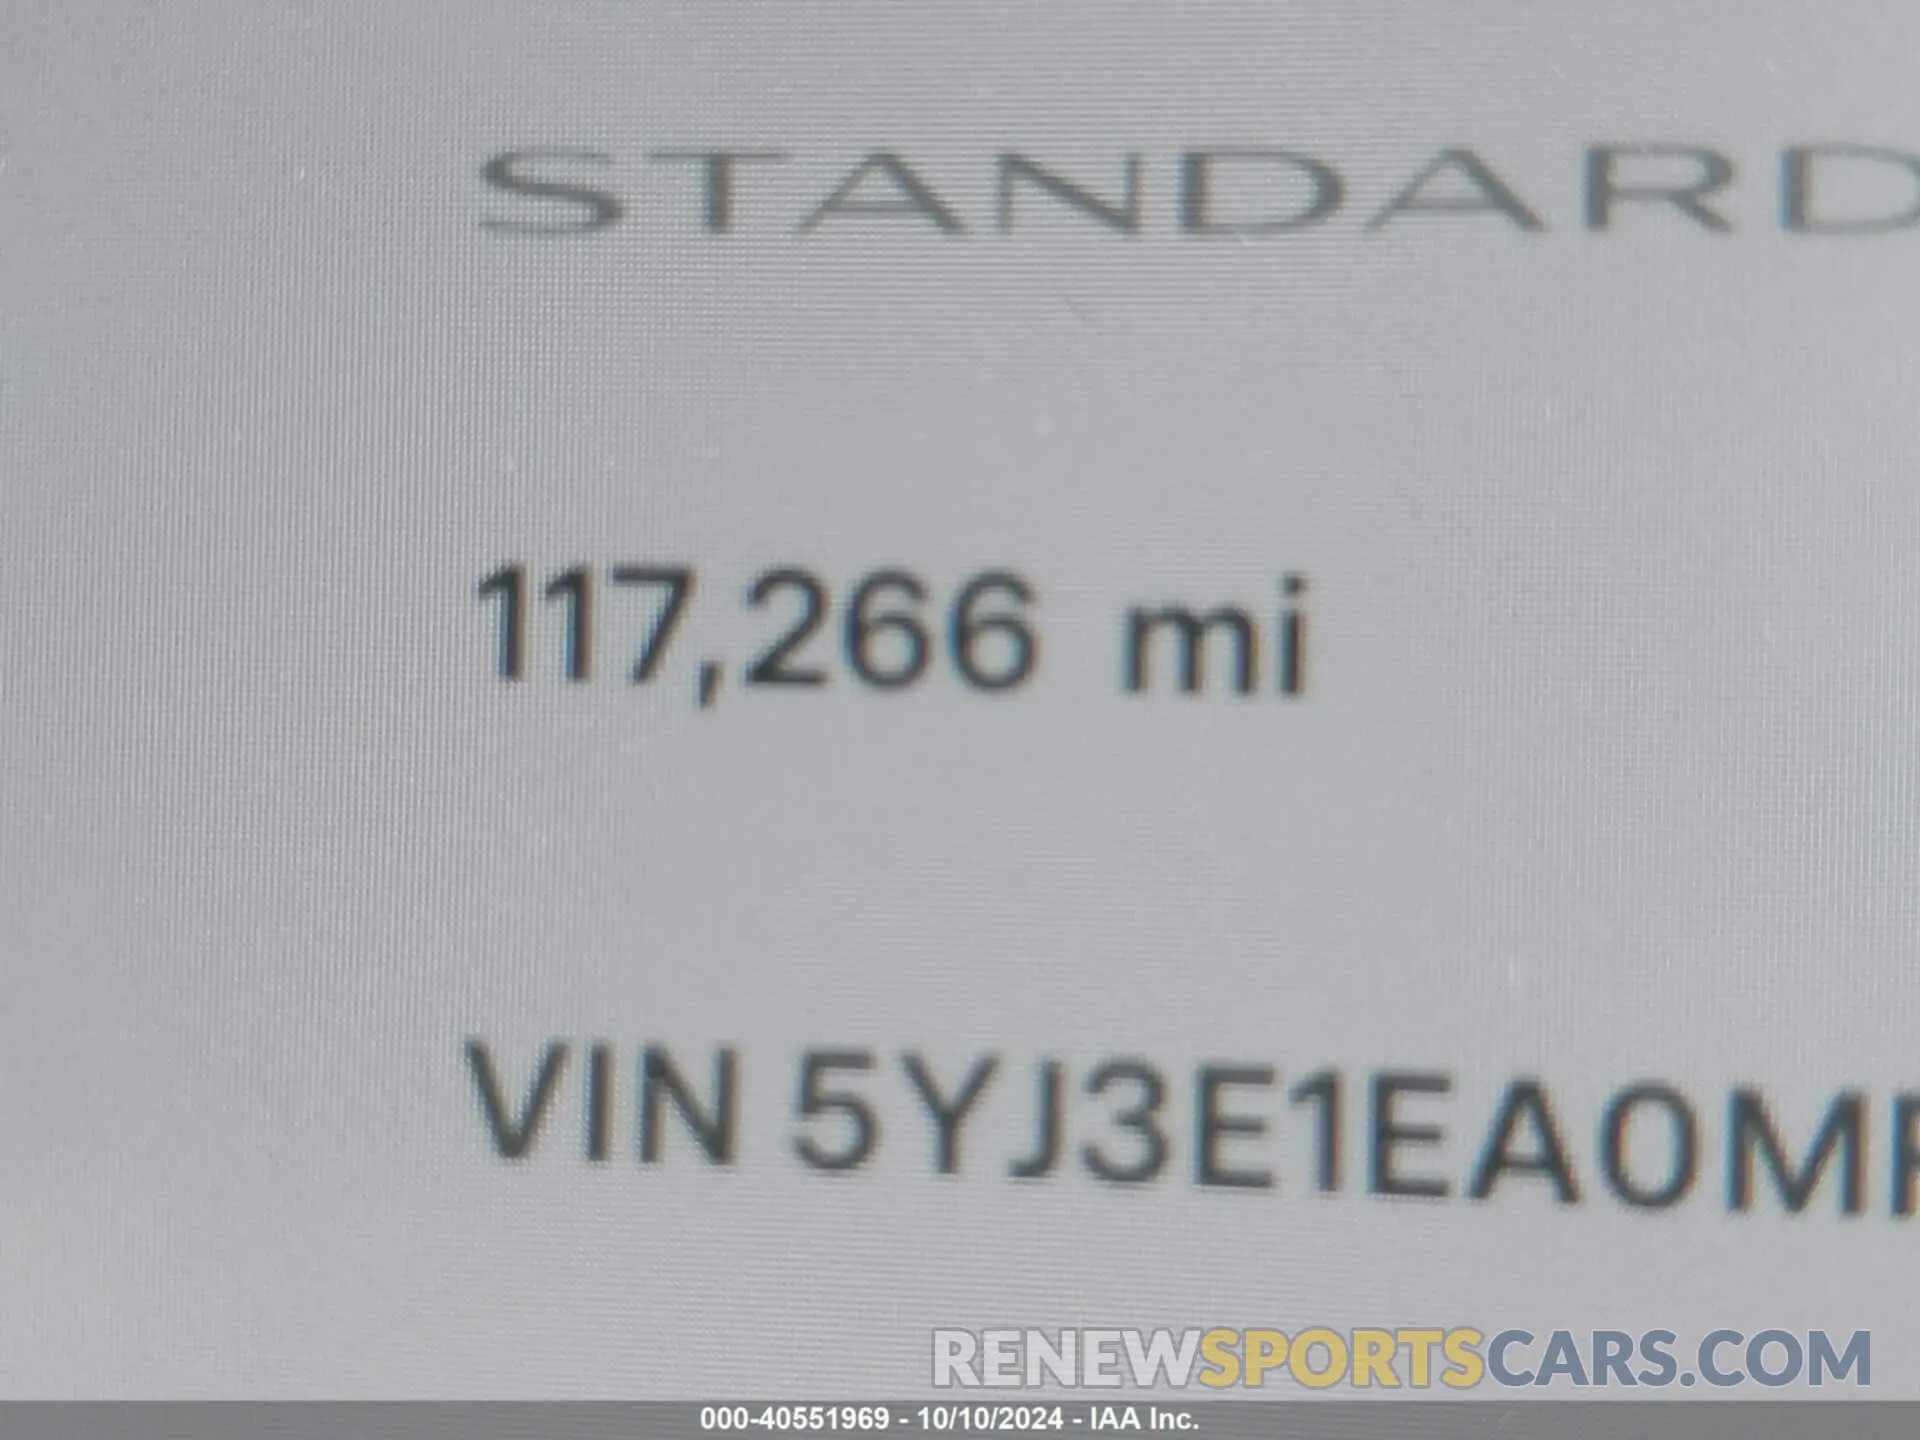 STANDARD
117,266 mi
VIN 5YJ3E1EA0M
RENEWSPORTSCARS.COM
000-40551969 - 10/10/2024 - IAA Inc.